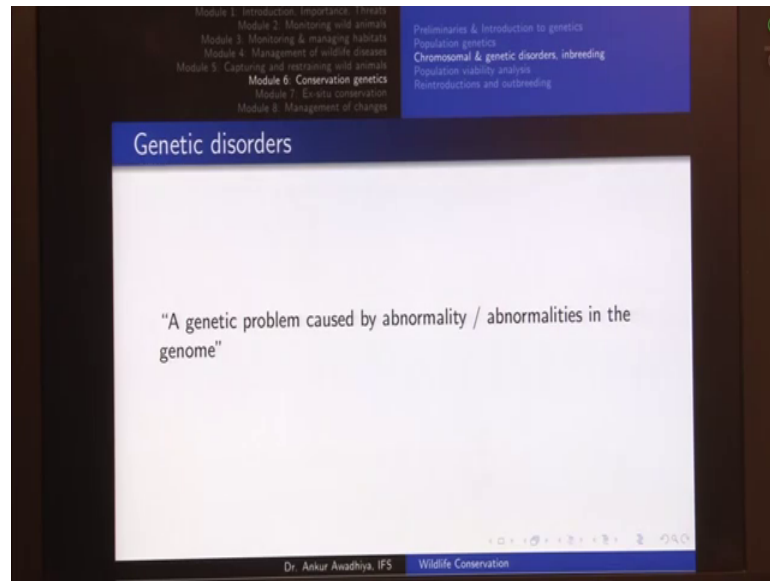 Module 1: Introduction, Importance, Threats
Module 2: Monitoring wild animals
Module 3: Monitoring & managing habitats
Module 4: Management of wildlife diseases
Module 5: Capturing and restraining wild animals
Module 6: Conservation genetics
Module 7: Ex-situ conservation
Module 8: Management of changes
Preliminaries & Introduction to genetics
Population genetics
Chromosomal & genetic disorders, inbreeding
Population viability analysis
Reintroductions and outbreeding
Genetic disorders
“A genetic problem caused by abnormality / abnormalities in the
genome”
Dr. Ankur Awadhiya, IFS
Wildlife Conservation